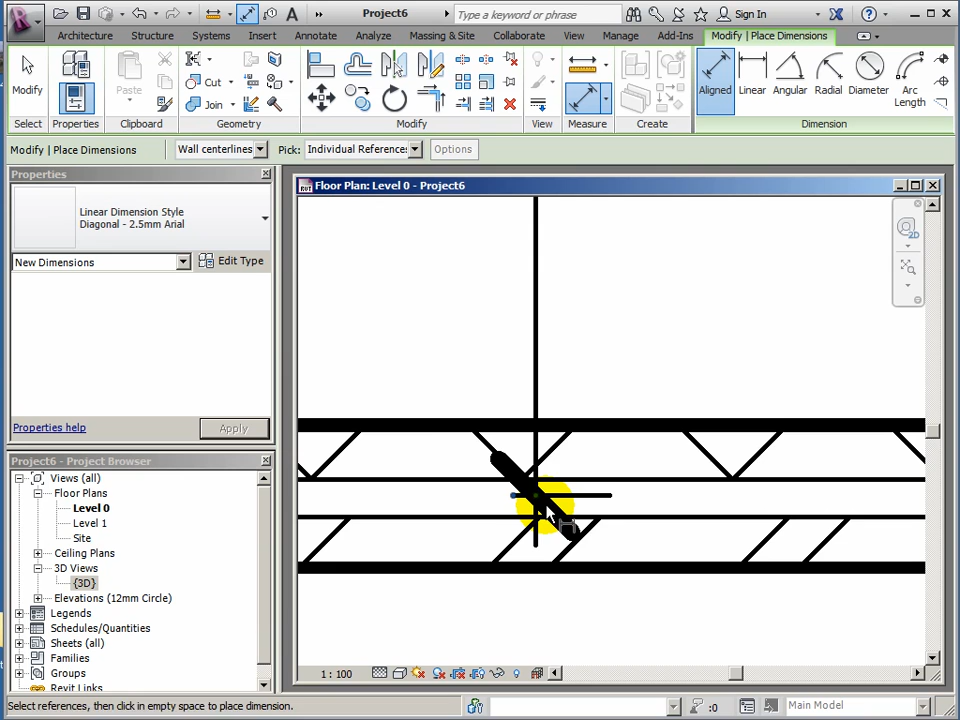 Project6
Type a keyword or phrase
Sign In
Architecture
Structure
Systems
Insert
Annotate
Analyze
Massing & Site
Collaborate
View
Manage
Add-Ins
Modify | Place Dimensions
Modify
Paste
Cut
Join
Aligned
Linear
Angular
Radial
Diameter
Arc
Length
Select
Properties
Clipboard
Geometry
Modify
View
Measure
Create
Dimension
Modify | Place Dimensions
Wall centerlines
Pick:
Individual Reference:
Options
Properties
Linear Dimension Style
Diagonal - 2.5mm Arial
New Dimensions
Edit Type
Properties help
Apply
Project6 - Project Browser
Views (all)
Floor Plans
Level 0
Level 1
Site
Ceiling Plans
3D Views
{3D}
Elevations (12mm Circle)
Legends
Schedules/Quantities
Sheets (all)
Families
Groups
Revit Links
Floor Plan: Level 0 - Project6
2D
1 : 100
Select references, then click in empty space to place dimension.
:0
Main Model